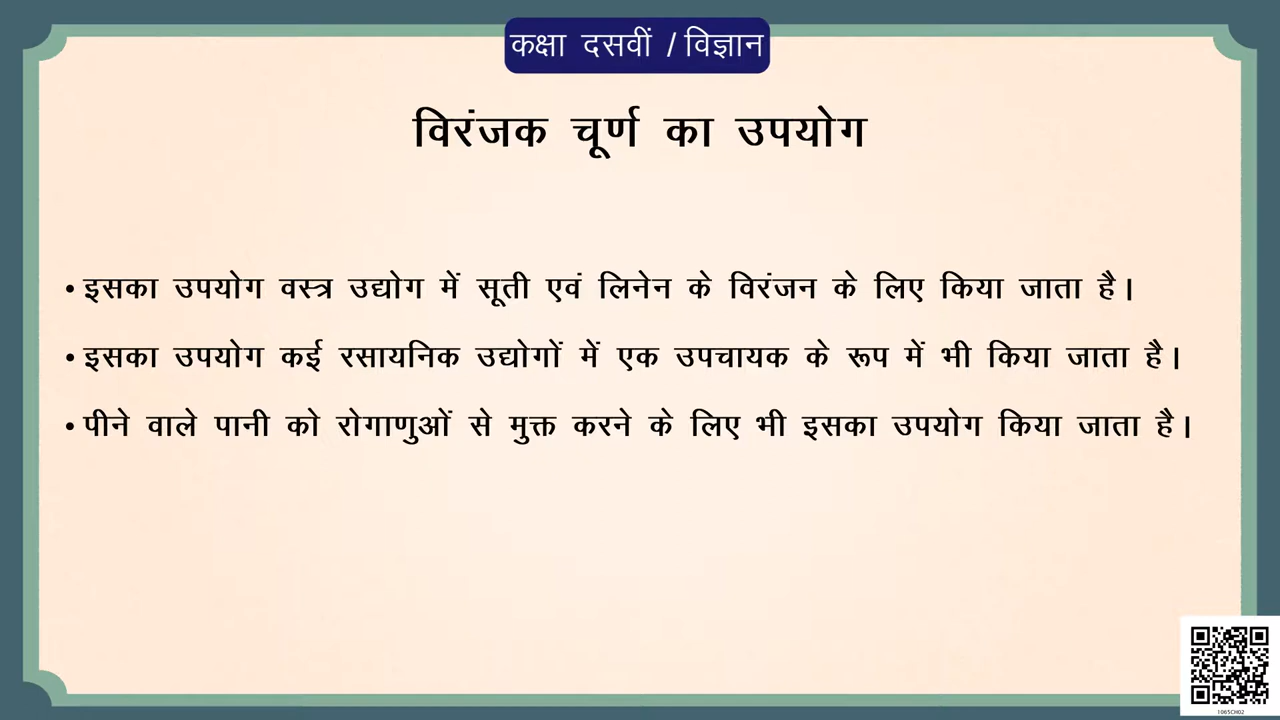 कक्षा दसवीं / विज्ञान
विरंजक चूर्ण का उपयोग
• इसका उपयोग वस्त्र उद्योग में सूती एवं लिनेन के विरंजन के लिए किया जाता है।
• इसका उपयोग कई रसायनिक उद्योगों में एक उपचायक के रूप में भी किया जाता है।
• पीने वाले पानी को रोगाणुओं से मुक्त करने के लिए भी इसका उपयोग किया जाता है।
1065CH02